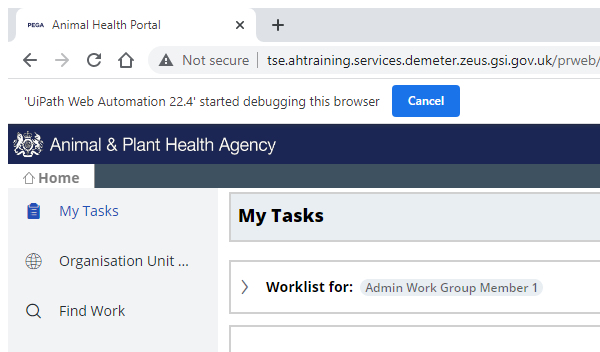 PEGA Animal Health Portal
Not secure tse.ahtraining.services.demeter.zeus.gsi.gov.uk/prweb/
'UiPath Web Automation 22.4' started debugging this browser Cancel
Animal & Plant Health Agency
Home
My Tasks
My Tasks
Organisation Unit ...
Worklist for: Admin Work Group Member 1
Find Work